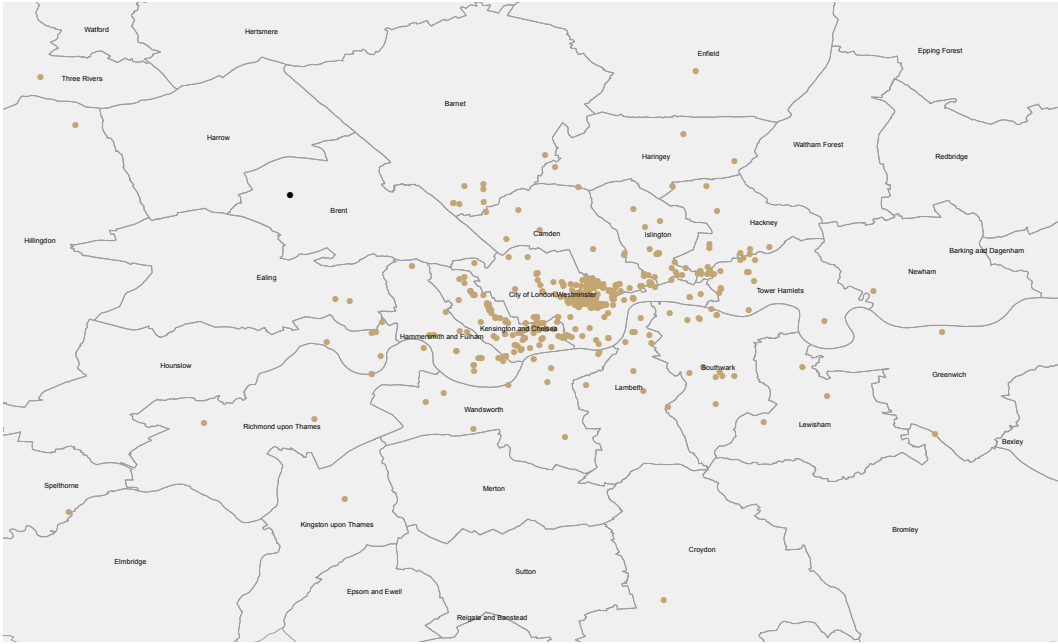 Watford
Hertsmere
Enfield
Epping Forest
Three Rivers
Barnet
Harrow
Haringey
Waltham Forest
Redbridge
Brent
Hackney
Camden
Islington
Hillingdon
Barking and Dagenham
Ealing
Newham
City of London Westminster
Tower Hamlets
Kensington and Chelsea
Hammersmith and Fulham
Hounslow
Southwark
Greenwich
Lambeth
Wandsworth
Richmond upon Thames
Lewisham
Bexley
Spelthorne
Merton
Kingston upon Thames
Bromley
Croydon
Elmbridge
Sutton
Epsom and Ewell
Reigate and Banstead